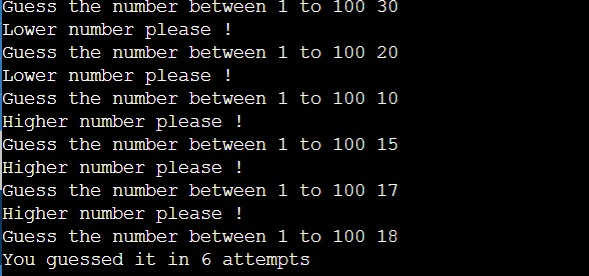 Guess the number between 1 to 100 30
Lower number please !
Guess the number between 1 to 100 20
Lower number please !
Guess the number between 1 to 100 10
Higher number please !
Guess the number between 1 to 100 15
Higher number please !
Guess the number between 1 to 100 17
Higher number please !
Guess the number between 1 to 100 18
You guessed it in 6 attempts